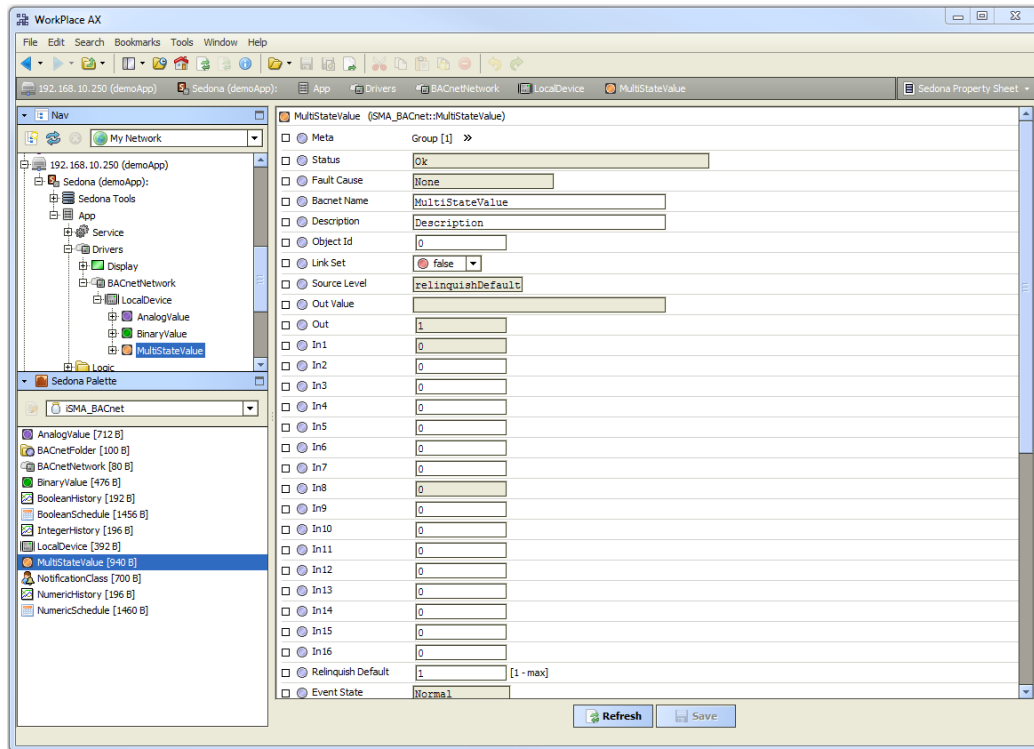 WorkPlace AX
File Edit Search Bookmarks Tools Window Help
192.168.10.250 (demoApp) Sedona (demoApp): App Drivers BACnetNetwork LocalDevice MultiStateValue Sedona Property Sheet
Nav
My Network
192.168.10.250 (demoApp)
Sedona (demoApp):
Sedona Tools
App
Service
Drivers
Display
BACnetNetwork
LocalDevice
AnalogValue
BinaryValue
MultiStateValue
Logic
Sedona Palette
iSMA_BACnet
AnalogValue [712 B]
BACnetFolder [100 B]
BACnetNetwork [80 B]
BinaryValue [476 B]
BooleanHistory [192 B]
BooleanSchedule [1456 B]
IntegerHistory [196 B]
LocalDevice [392 B]
MultiStateValue [940 B]
NotificationClass [700 B]
NumericHistory [196 B]
NumericSchedule [1460 B]
MultiStateValue (iSMA_BACnet::MultiStateValue)
Meta Group [1] »
Status Ok
Fault Cause None
Bacnet Name MultiStateValue
Description Description
Object Id 0
Link Set false
Source Level relinquishDefault
Out Value
Out 1
In1 0
In2 0
In3 0
In4 0
In5 0
In6 0
In7 0
In8 0
In9 0
In10 0
In11 0
In12 0
In13 0
In14 0
In15 0
In16 0
Relinquish Default 1 [1 - max]
Event State Normal
Refresh Save